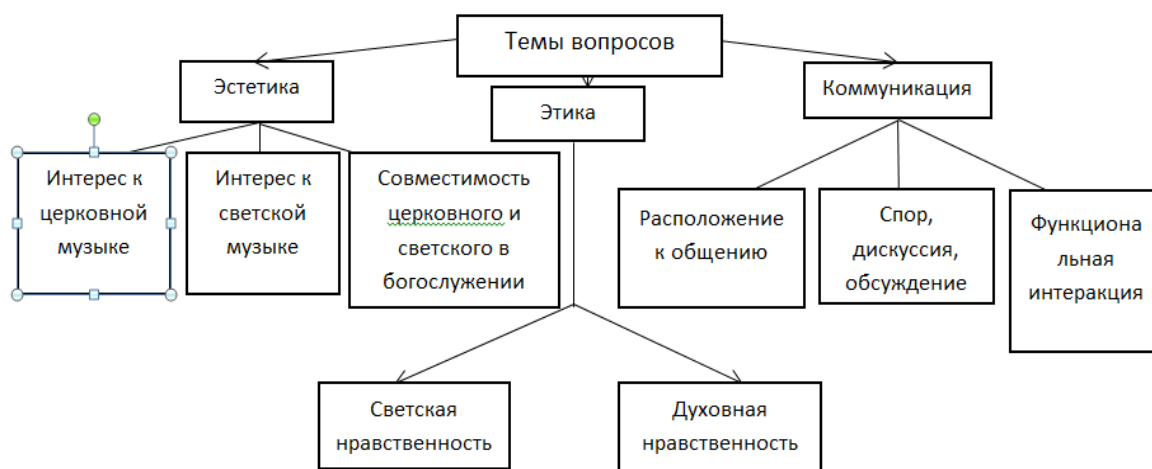 Темы вопросов
Эстетика
Этика
Коммуникация
Интерес к
церковной
музыке
Интерес к
светской
музыке
Совместимость
церковного и
светского в
богослужении
Расположение
к общению
Спор,
дискуссия,
обсуждение
Функциона
льная
интеракция
Светская
нравственность
Духовная
нравственность